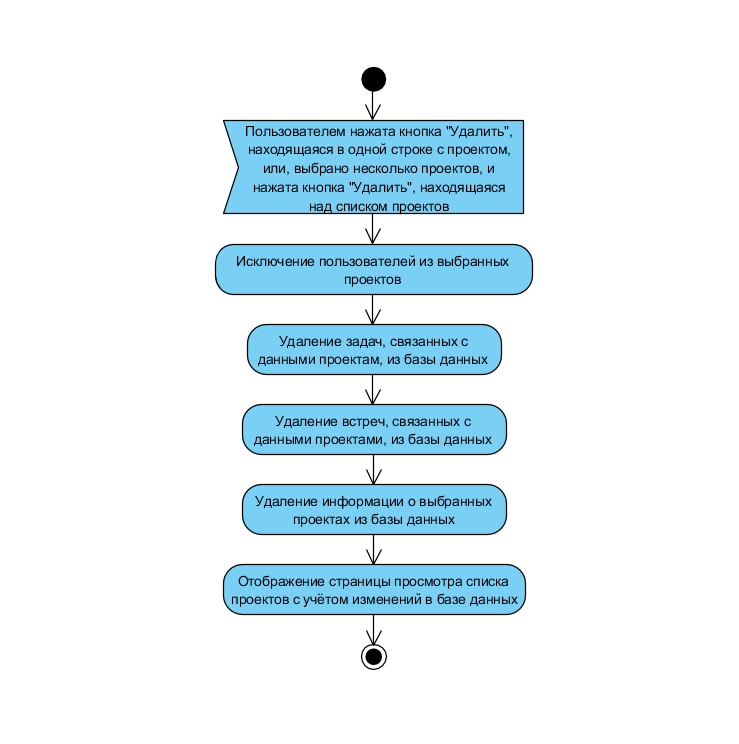 Пользователем нажата кнопка "Удалить",
находящаяся в одной строке с проектом,
или, выбрано несколько проектов, и
нажата кнопка "Удалить", находящаяся
над списком проектов
Исключение пользователей из выбранных
проектов
Удаление задач, связанных с
данными проектам, из базы данных
Удаление встреч, связанных с
данными проектами, из базы данных
Удаление информации о выбранных
проектах из базы данных
Отображение страницы просмотра списка
проектов с учётом изменений в базе данных